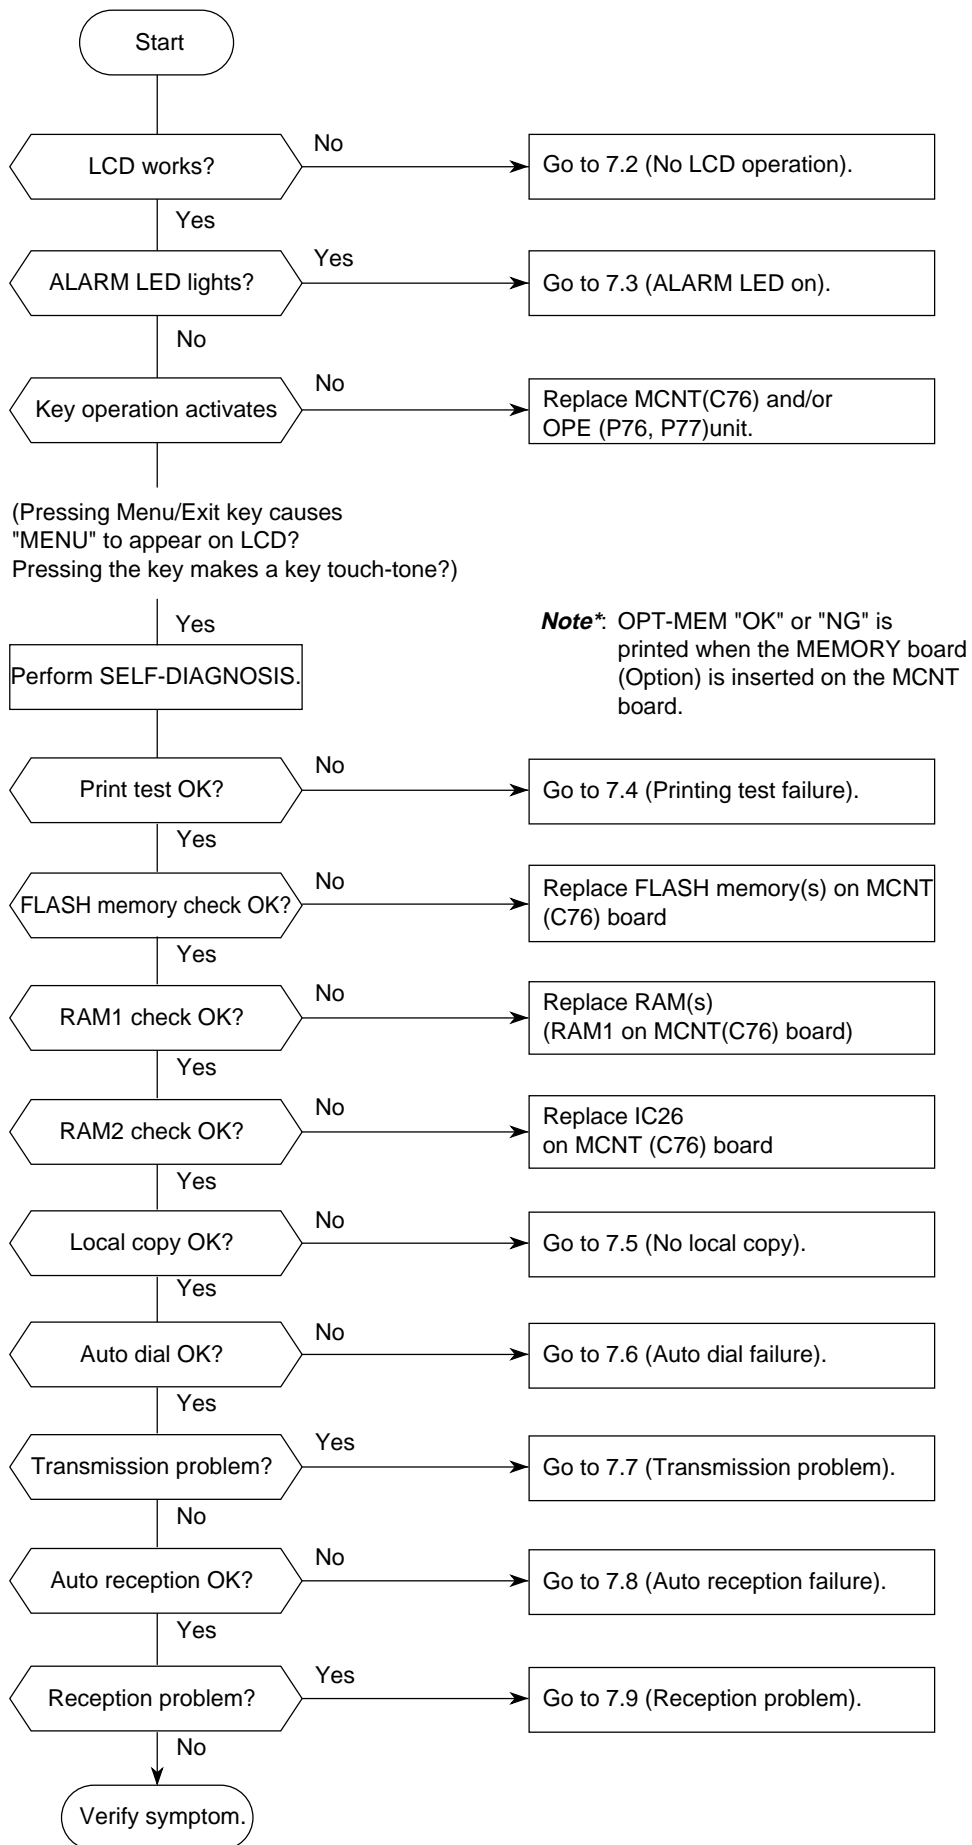 Start
LCD works?
No
Go to 7.2 (No LCD operation).
Yes
ALARM LED lights?
Yes
Go to 7.3 (ALARM LED on).
No
Key operation activates
No
Replace MCNT(C76) and/or
OPE (P76, P77)unit.
(Pressing Menu/Exit key causes
"MENU" to appear on LCD?
Pressing the key makes a key touch-tone?)
Yes
Note*: OPT-MEM "OK" or "NG" is
printed when the MEMORY board
(Option) is inserted on the MCNT
board.
Perform SELF-DIAGNOSIS.
Print test OK?
No
Go to 7.4 (Printing test failure).
Yes
FLASH memory check OK?
No
Replace FLASH memory(s) on MCNT
(C76) board
Yes
RAM1 check OK?
No
Replace RAM(s)
(RAM1 on MCNT(C76) board)
Yes
RAM2 check OK?
No
Replace IC26
on MCNT (C76) board
Yes
Local copy OK?
No
Go to 7.5 (No local copy).
Yes
Auto dial OK?
No
Go to 7.6 (Auto dial failure).
Yes
Transmission problem?
Yes
Go to 7.7 (Transmission problem).
No
Auto reception OK?
No
Go to 7.8 (Auto reception failure).
Yes
Reception problem?
Yes
Go to 7.9 (Reception problem).
No
Verify symptom.